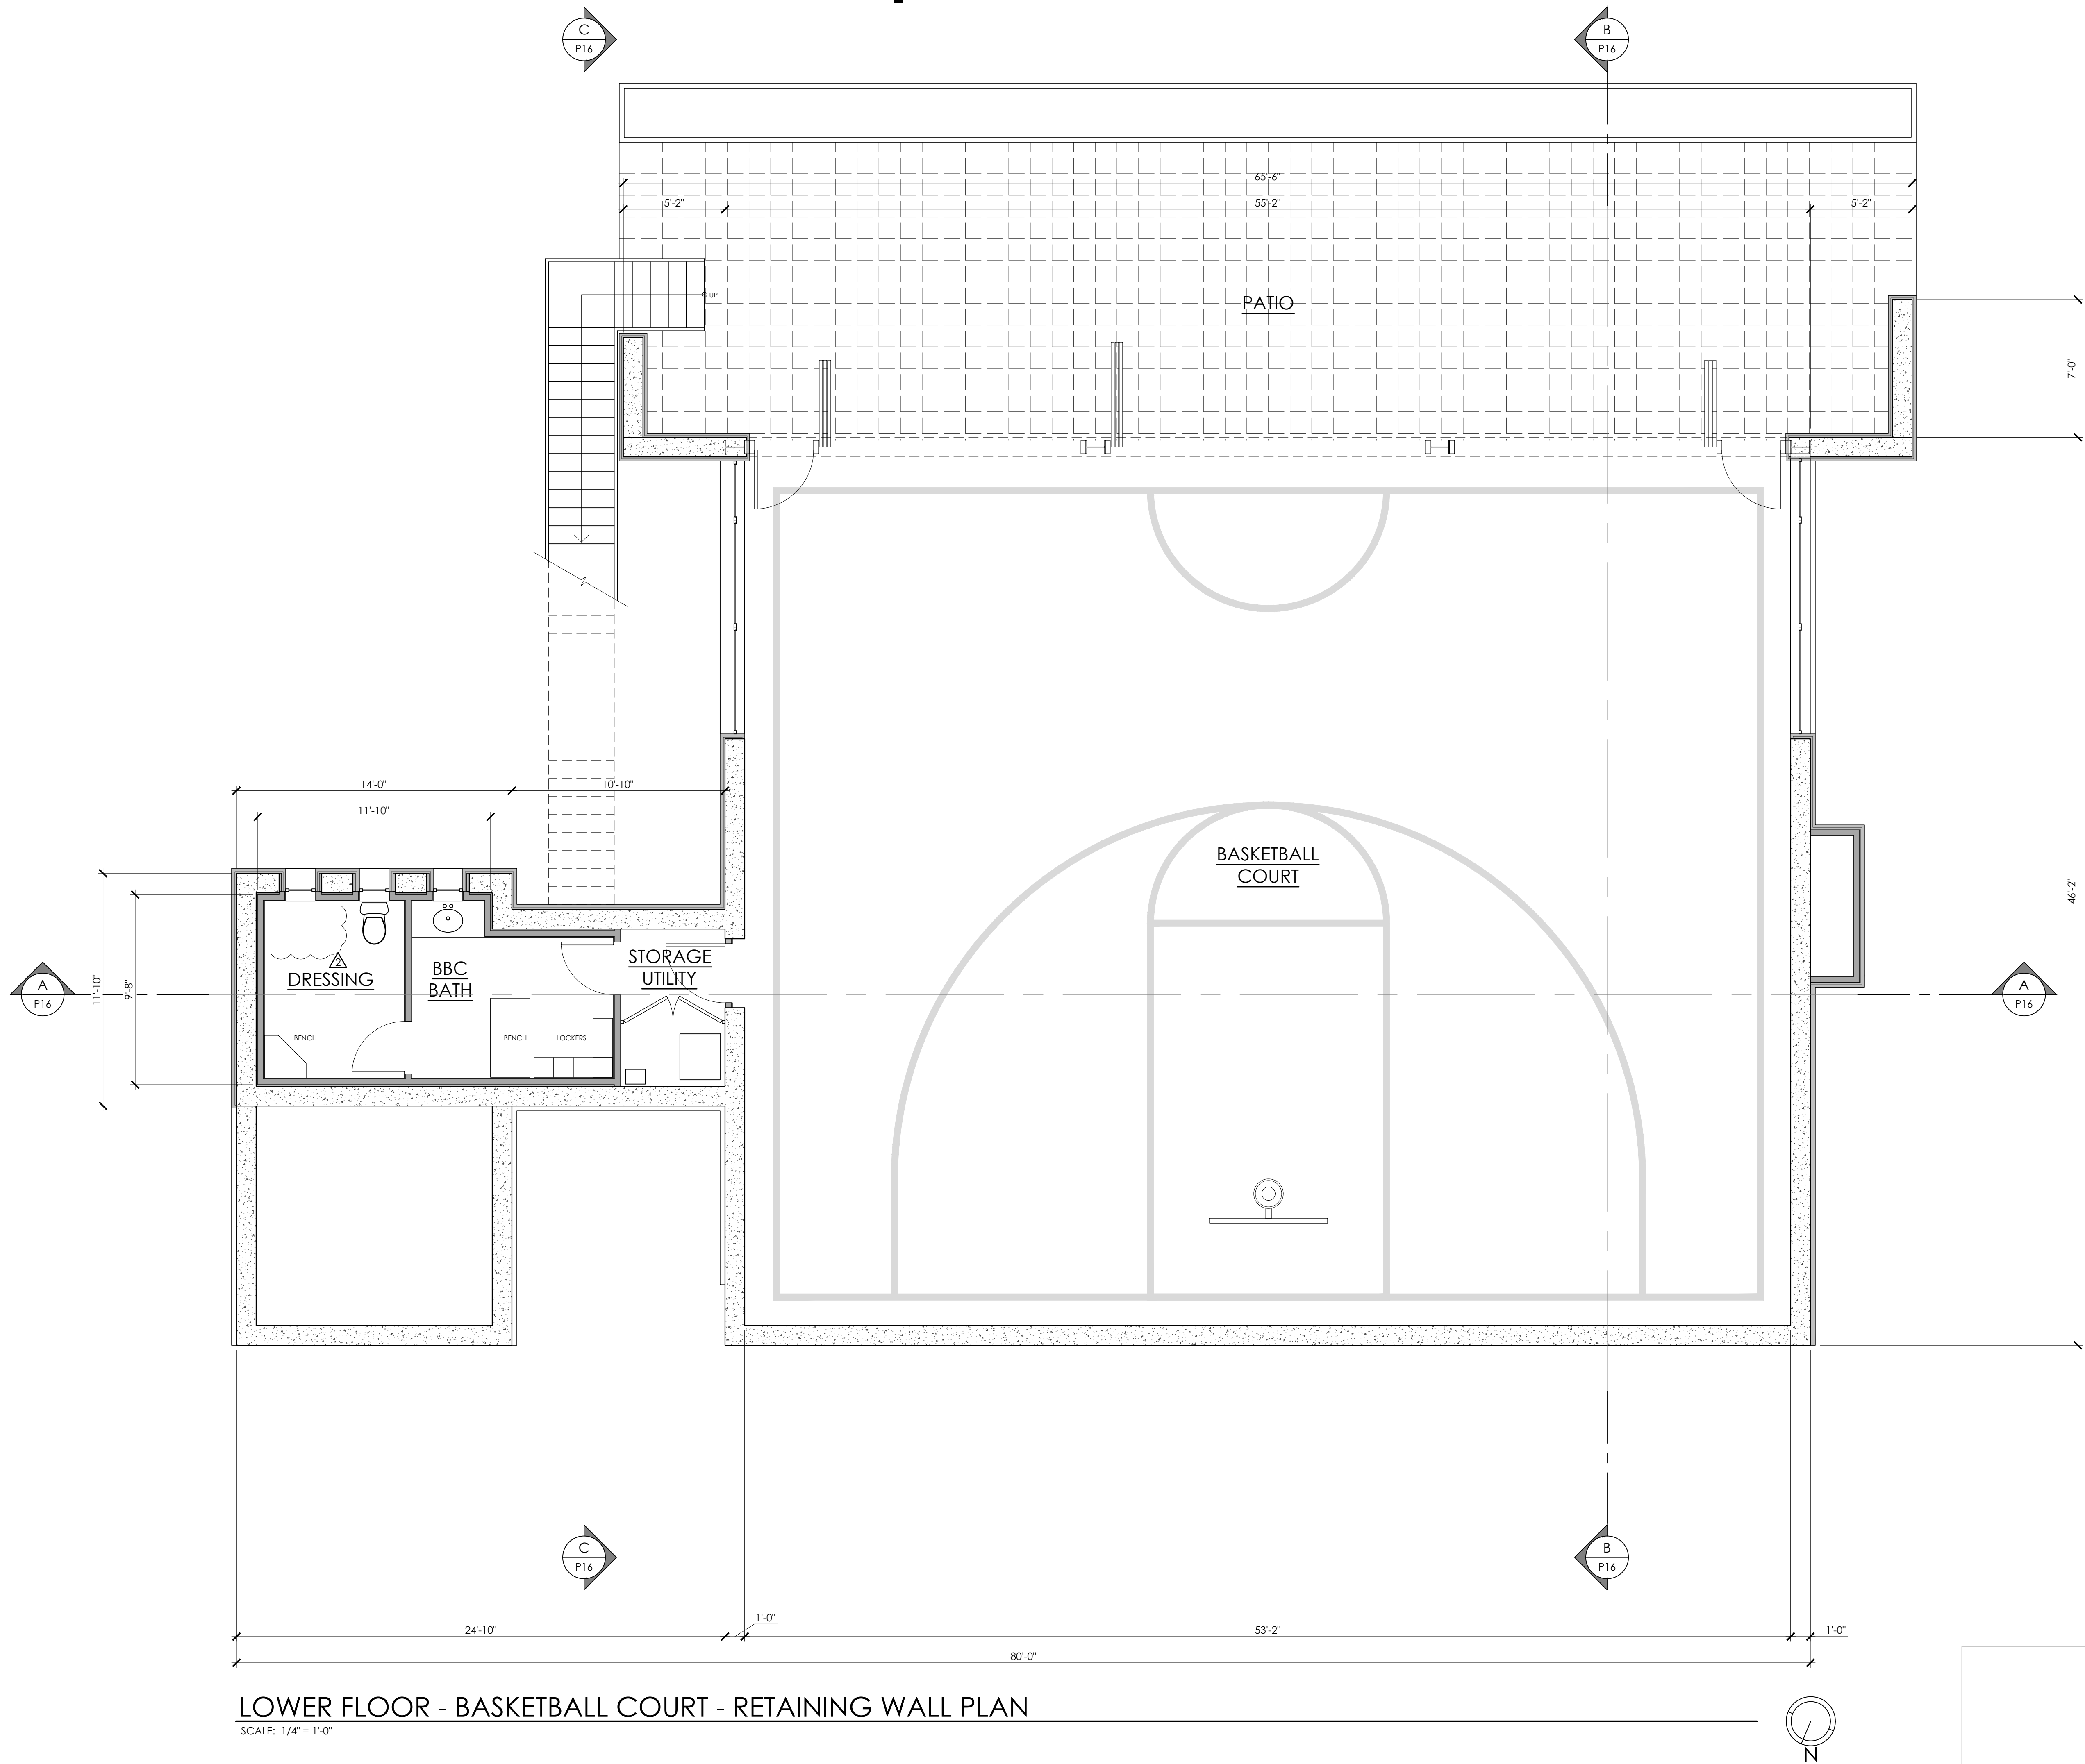 C
P16
B
P16
65'-6"
5'-2"
55'-2"
5'-2"
UP
PATIO
7'-0"
14'-0"
10'-10"
11'-10"
BASKETBALL
COURT
46'-2"
11'-10"
9'-8"
2
DRESSING
BBC
BATH
STORAGE
UTILITY
A
P16
A
P16
BENCH
BENCH
LOCKERS
C
P16
B
P16
24'-10"
1'-0"
53'-2"
1'-0"
80'-0"
LOWER FLOOR - BASKETBALL COURT - RETAINING WALL PLAN
SCALE: 1/4" = 1'-0"
N